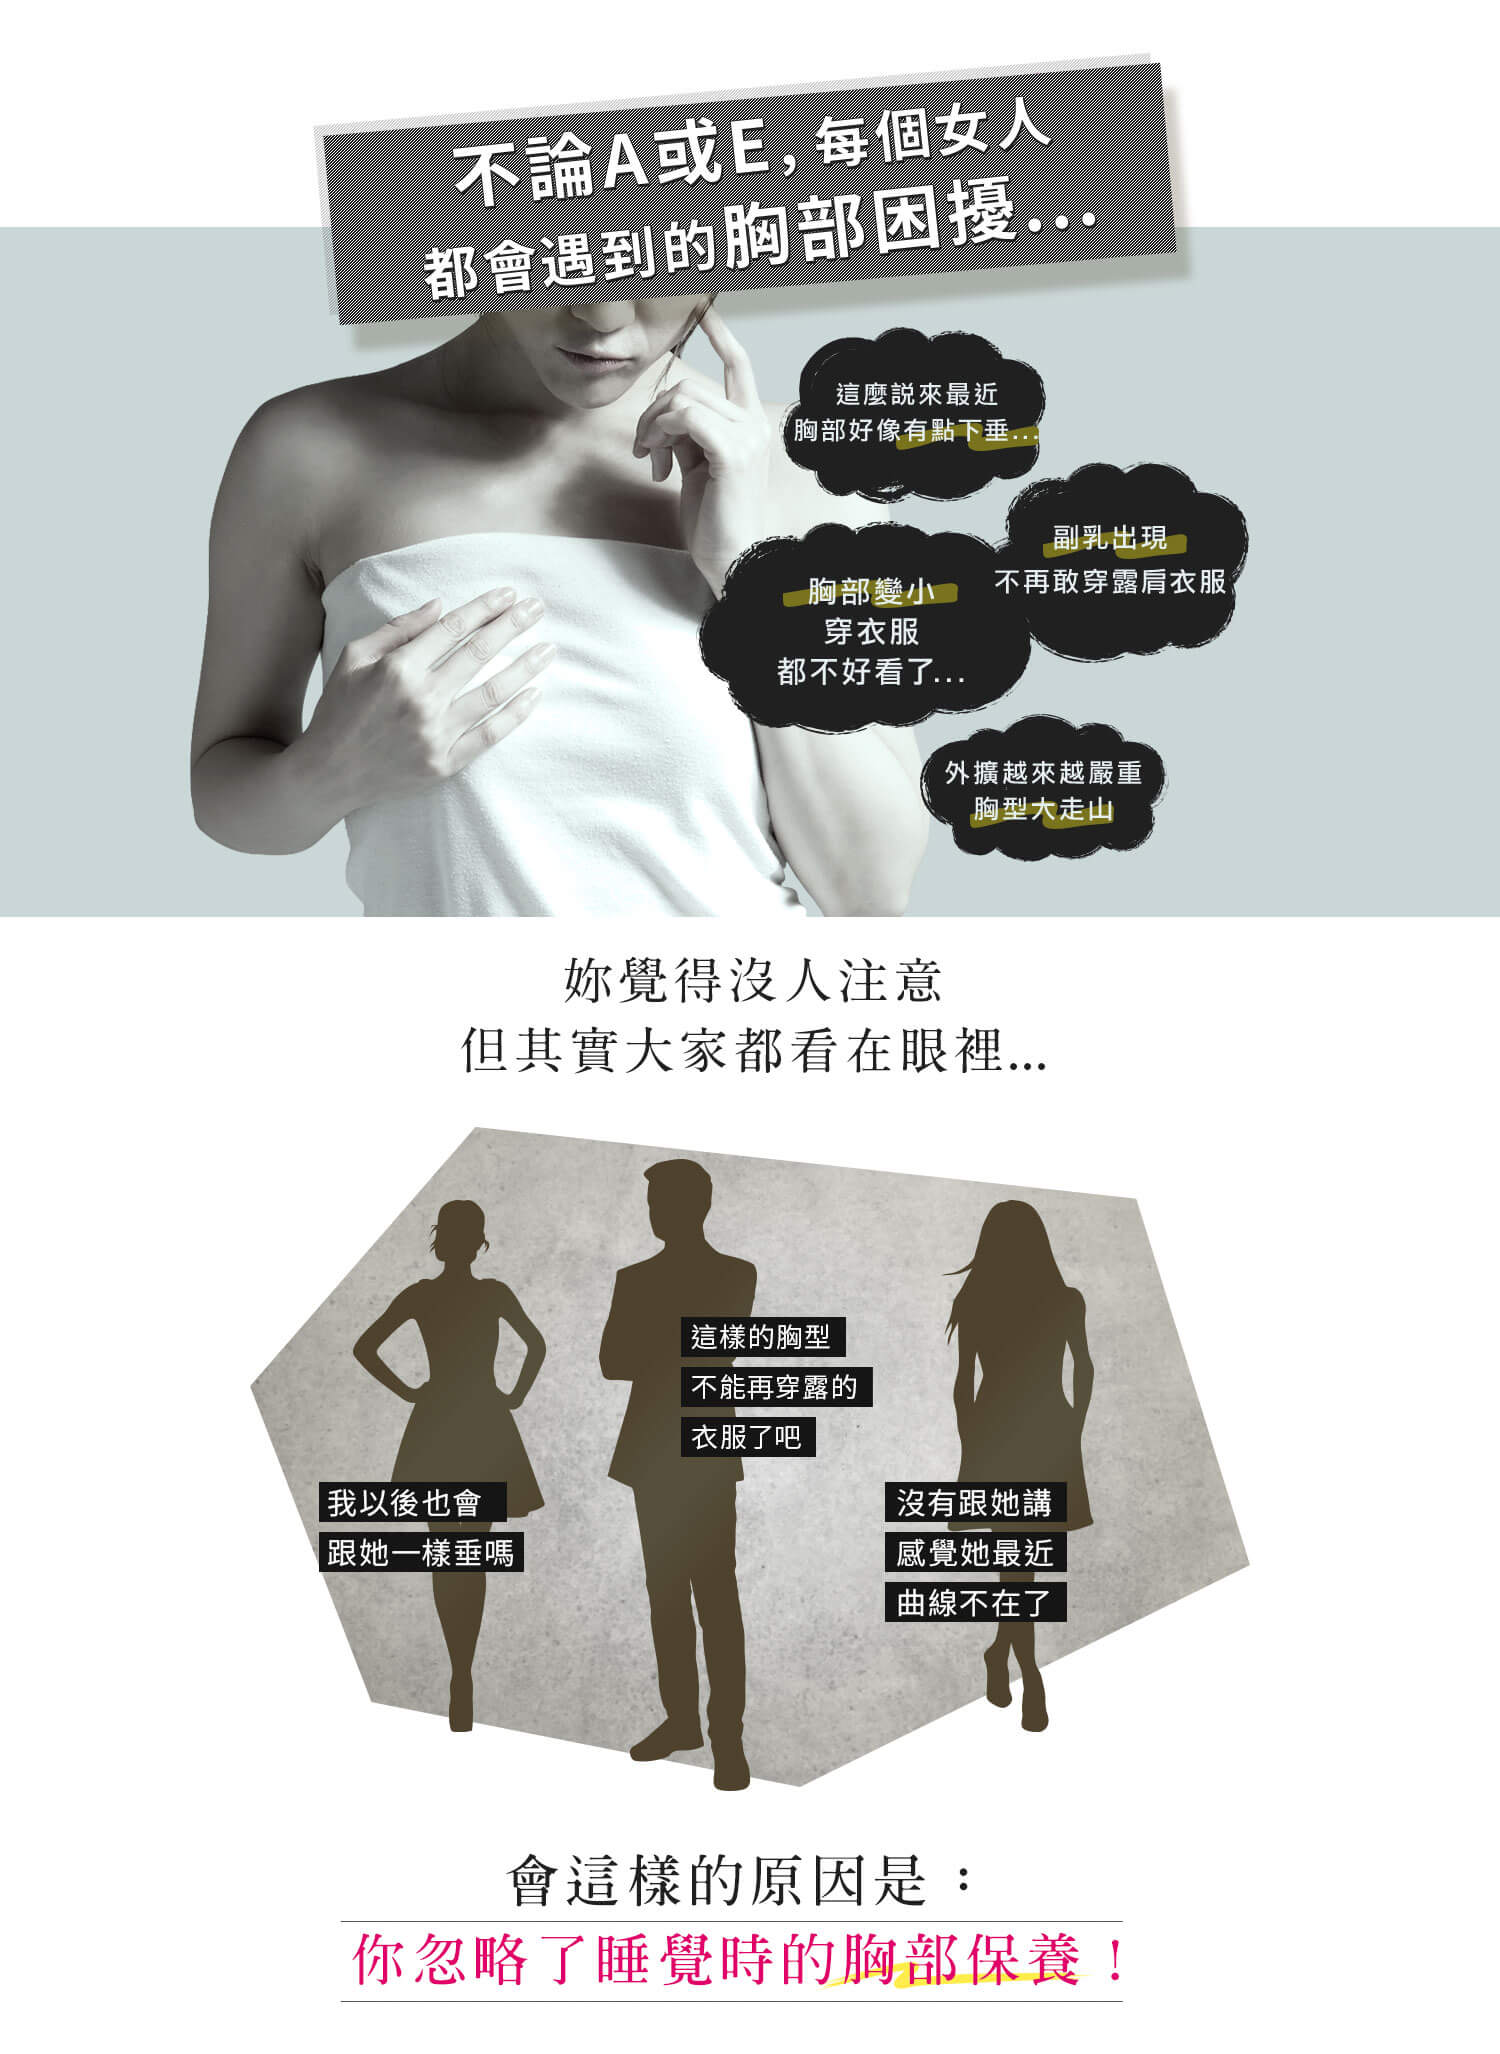 不論A或E，每個女人
都會遇到的胸部困擾...
這麼說來最近
胸部好像有點下垂...
副乳出現
不再敢穿露肩衣服
胸部變小
穿衣服
都不好看了...
外擴越來越嚴重
胸型大走山
妳覺得沒人注意
但其實大家都看在眼裡...
這樣的胸型
不能再穿露的
衣服了吧
我以後也會
跟她一樣垂嗎
沒有跟她講
感覺她最近
曲線不在了
會這樣的原因是：
你忽略了睡覺時的胸部保養！